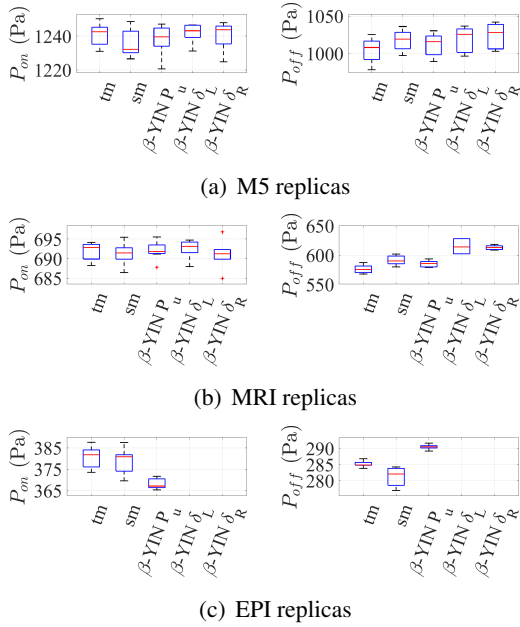 P_on (Pa)
1240
1220
tm
sm
β-YIN P_u
β-YIN δ_L
β-YIN δ_R
P_off (Pa)
1050
1000
tm
sm
β-YIN P_u
β-YIN δ_L
β-YIN δ_R
(a) M5 replicas
P_on (Pa)
695
690
685
tm
sm
β-YIN P_u
β-YIN δ_L
β-YIN δ_R
P_off (Pa)
650
600
550
tm
sm
β-YIN P_u
β-YIN δ_L
β-YIN δ_R
(b) MRI replicas
P_on (Pa)
385
375
365
tm
sm
β-YIN P_u
β-YIN δ_L
β-YIN δ_R
P_off (Pa)
290
285
280
tm
sm
β-YIN P_u
β-YIN δ_L
β-YIN δ_R
(c) EPI replicas